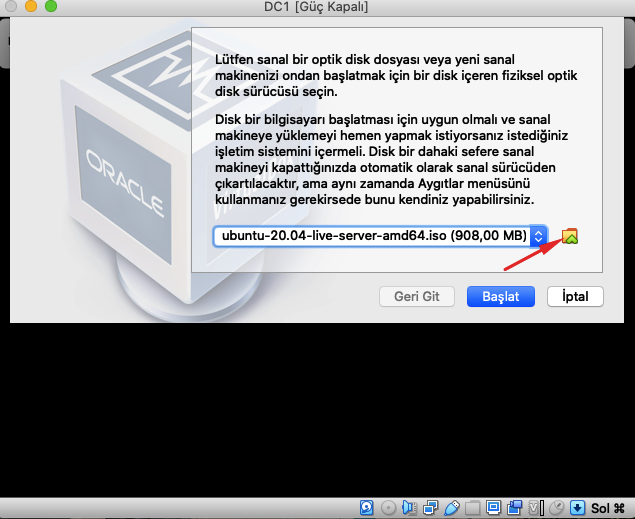 DC1 [Güç Kapalı]
Lütfen sanal bir optik disk dosyası veya yeni sanal
makinenizi ondan başlatmak için bir disk içeren fiziksel optik
disk sürücüsü seçin.
Disk bir bilgisayarı başlatması için uygun olmalı ve sanal
makineye yüklemeyi hemen yapmak istiyorsanız istediğiniz
işletim sistemini içermeli. Disk bir dahaki sefere sanal
makineyi kapattığınızda otomatik olarak sanal sürücüden
çıkartılacaktır, ama aynı zamanda Aygıtlar menüsünü
kullanmanız gerekirsede bunu kendiniz yapabilirsiniz.
ORACLE
ubuntu-20.04-live-server-amd64.iso (908,00 MB)
Geri Git
Başlat
İptal
Sol ⌘